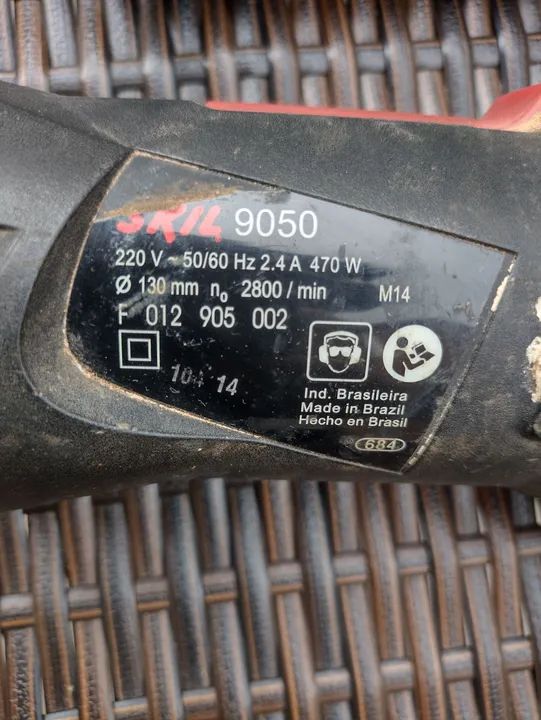 SKIL 9050
220 V ~ 50/60 Hz 2.4 A 470 W
Ø 130 mm n₀ 2800 / min M14
F 012 905 002
14
Ind. Brasileira
Made in Brazil
Hecho en Brasil
684